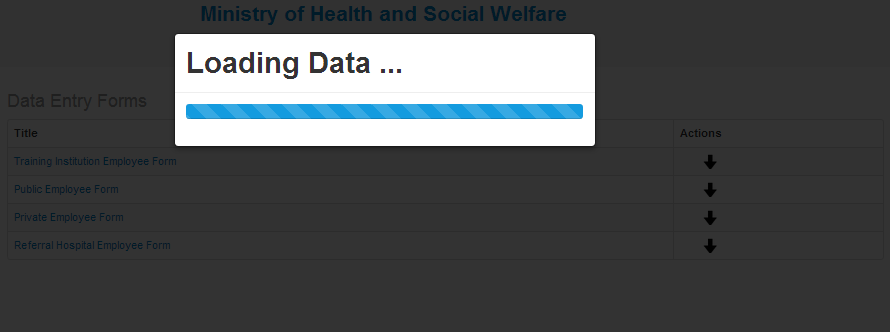 Ministry of Health and Social Welfare
Loading Data ...
Data Entry Forms
Title Actions
Training Institution Employee Form
Public Employee Form
Private Employee Form
Referral Hospital Employee Form